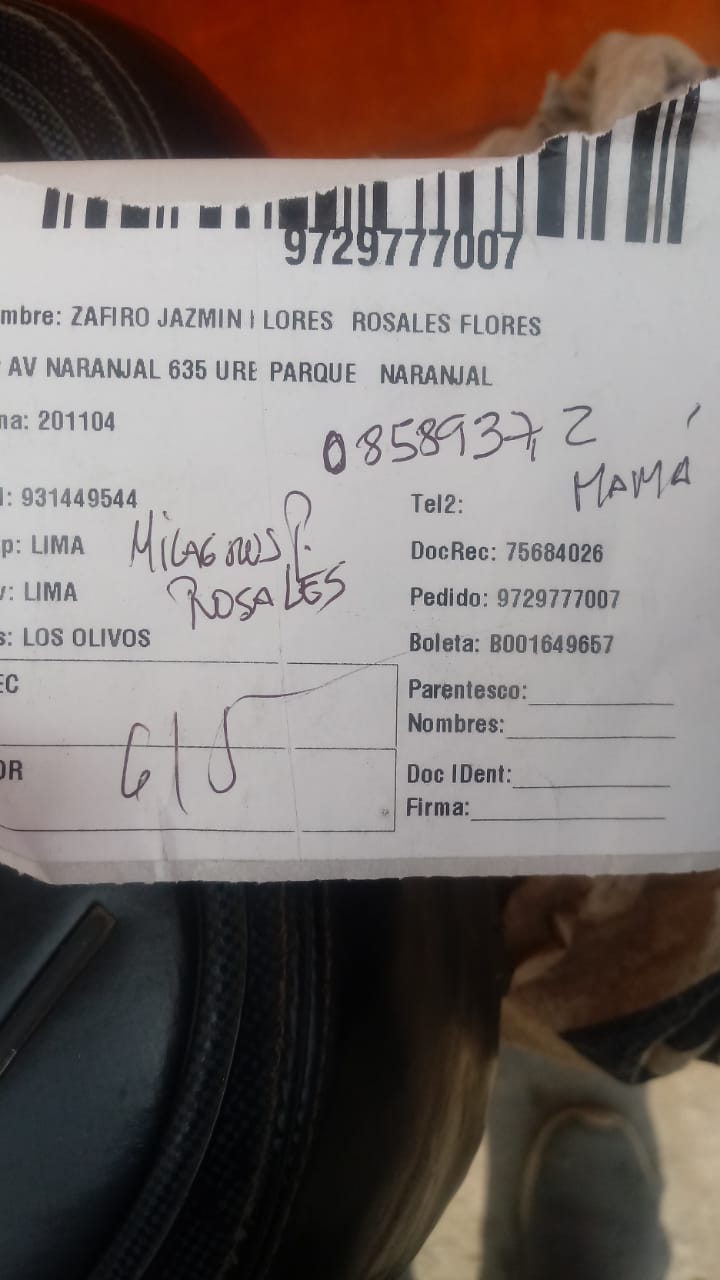 9729777007
mbre: ZAFIRO JAZMIN LORES ROSALES FLORES
AV NARANJAL 635 URB PARQUE NARANJAL
na: 201104
08589372
MAMÁ
l: 931449544
Tel2:
p: LIMA
MILAGROS P.
DocRec: 75684026
v: LIMA
ROSALES
Pedido: 9729777007
s: LOS OLIVOS
Boleta: B001649657
EC
Parentesco:
Nombres:
OR
Doc IDent:
Firma: